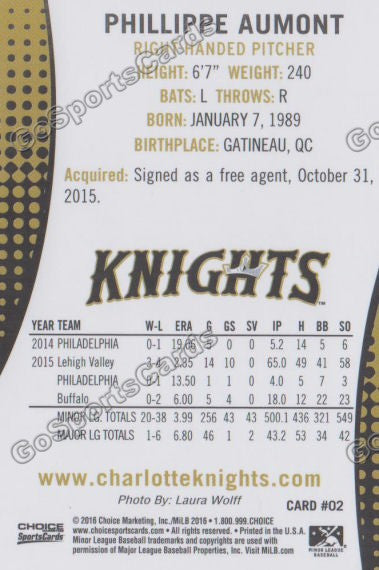 PHILLIPPE AUMONT
RIGHT HANDED PITCHER
HEIGHT: 6'7" WEIGHT: 240
BATS: L THROWS: R
BORN: JANUARY 7, 1989
BIRTHPLACE: GATINEAU, QC
Acquired: Signed as a free agent, October 31,
2015.
KNIGHTS
YEAR TEAM W-L ERA G GS SV IP H BB SO
2014 PHILADELPHIA 0-1 19.06 5 0 0 5.2 14 5 6
2015 Lehigh Valley 3-4 2.35 14 10 0 65.0 49 41 58
PHILADELPHIA 0-1 13.50 1 1 0 4.0 5 7 3
Buffalo 0-2 6.00 5 4 0 18.0 12 22 23
MINOR LG. TOTALS 20-38 3.99 256 43 43 500.1 436 321 549
MAJOR LG TOTALS 1-6 6.80 46 1 2 43.2 53 34 42
www.charlotteknights.com
Photo By: Laura Wolff
CARD #02
© 2016 Choice Marketing, Inc./MiLB 2016 • 1.800.999.CHOICE
www.choicesportscards.com • All rights reserved. • Printed in the U.S.A.
Minor League Baseball trademarks and copyrights are used with
permission of Major League Baseball Properties, Inc. Visit MiLB.com
CHOICE
SportsCards
MINOR LEAGUE
BASEBALL
GoSportsCards
GoSportsCards
GoSportsCards
GoSportsCards